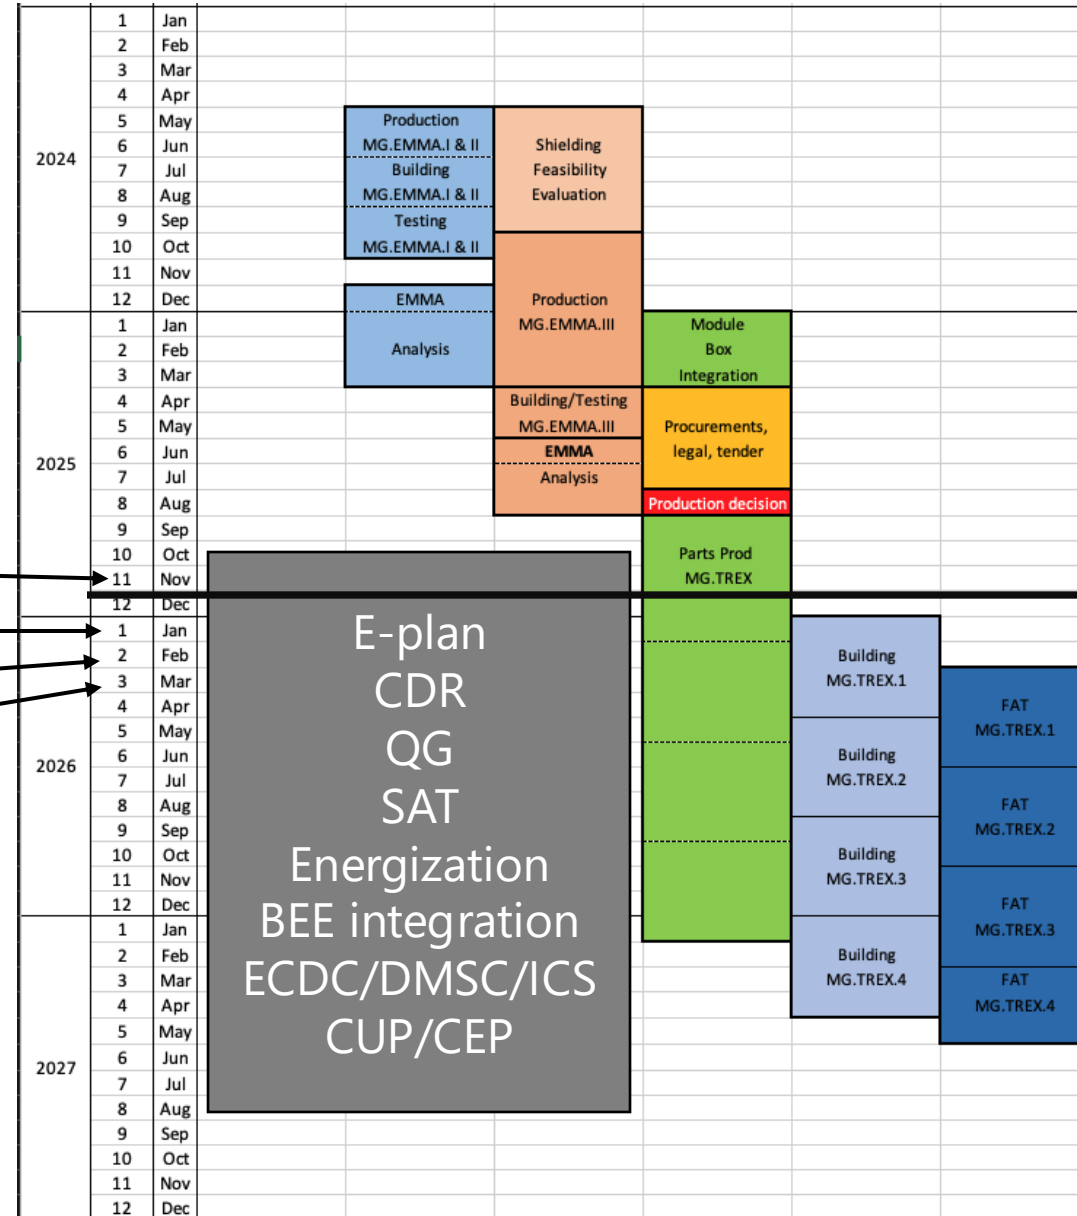 1 Jan
2 Feb
3 Mar
4 Apr
5 May
6 Jun
2024
7 Jul
8 Aug
9 Sep
10 Oct
11 Nov
12 Dec
1 Jan
2 Feb
3 Mar
4 Apr
5 May
6 Jun
2025
7 Jul
8 Aug
9 Sep
10 Oct
11 Nov
12 Dec
1 Jan
2 Feb
3 Mar
4 Apr
5 May
6 Jun
2026
7 Jul
8 Aug
9 Sep
10 Oct
11 Nov
12 Dec
1 Jan
2 Feb
3 Mar
4 Apr
5 May
6 Jun
2027
7 Jul
8 Aug
9 Sep
10 Oct
11 Nov
12 Dec
Production
MG.EMMA.I & II
Building
MG.EMMA.I & II
Testing
MG.EMMA.I & II
EMMA
Analysis
Shielding
Feasibility
Evaluation
Production
MG.EMMA.III
Building/Testing
MG.EMMA.III
EMMA
Analysis
Module
Box
Integration
Procurements,
legal, tender
Production decision
Parts Prod
MG.TREX
E-plan
CDR
QG
SAT
Energization
BEE integration
ECDC/DMSC/ICS
CUP/CEP
Building
MG.TREX.1
Building
MG.TREX.2
Building
MG.TREX.3
Building
MG.TREX.4
FAT
MG.TREX.1
FAT
MG.TREX.2
FAT
MG.TREX.3
FAT
MG.TREX.4